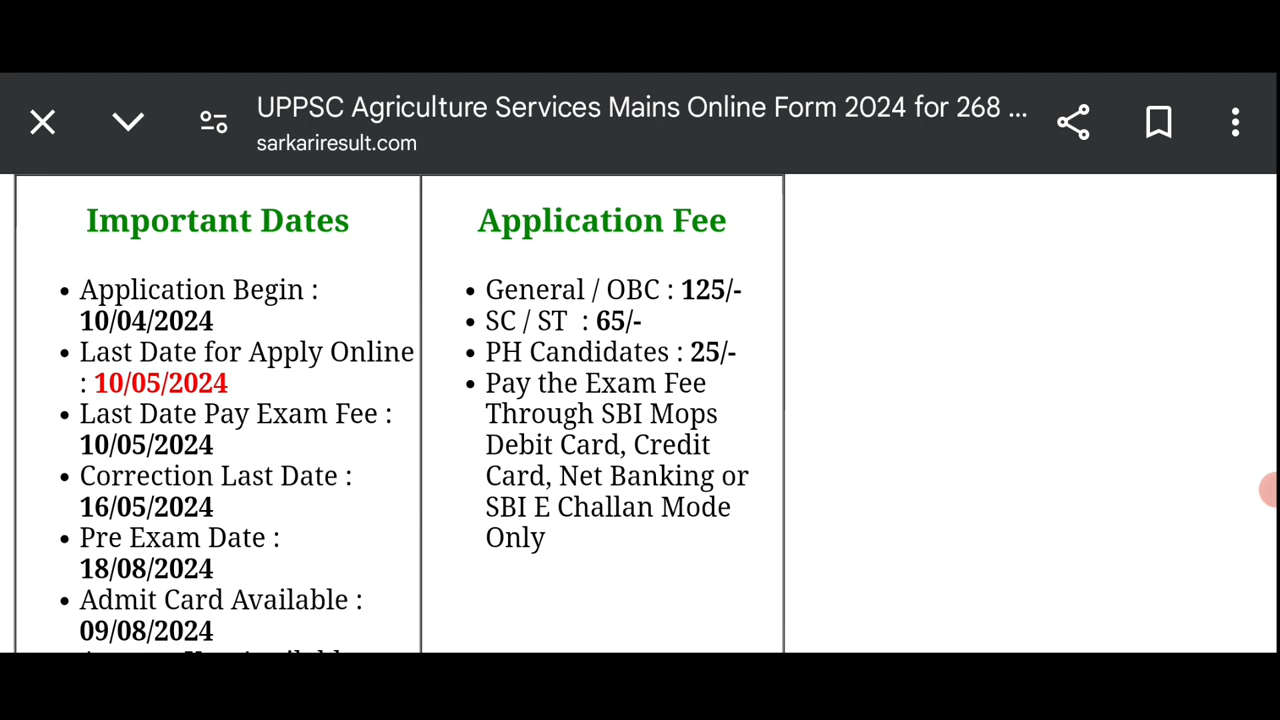 UPPSC Agriculture Services Mains Online Form 2024 for 268 ...
sarkariresult.com
Important Dates
• Application Begin :
10/04/2024
• Last Date for Apply Online
: 10/05/2024
• Last Date Pay Exam Fee :
10/05/2024
• Correction Last Date :
16/05/2024
• Pre Exam Date :
18/08/2024
• Admit Card Available :
09/08/2024
Application Fee
• General / OBC : 125/-
• SC / ST : 65/-
• PH Candidates : 25/-
• Pay the Exam Fee
Through SBI Mops
Debit Card, Credit
Card, Net Banking or
SBI E Challan Mode
Only